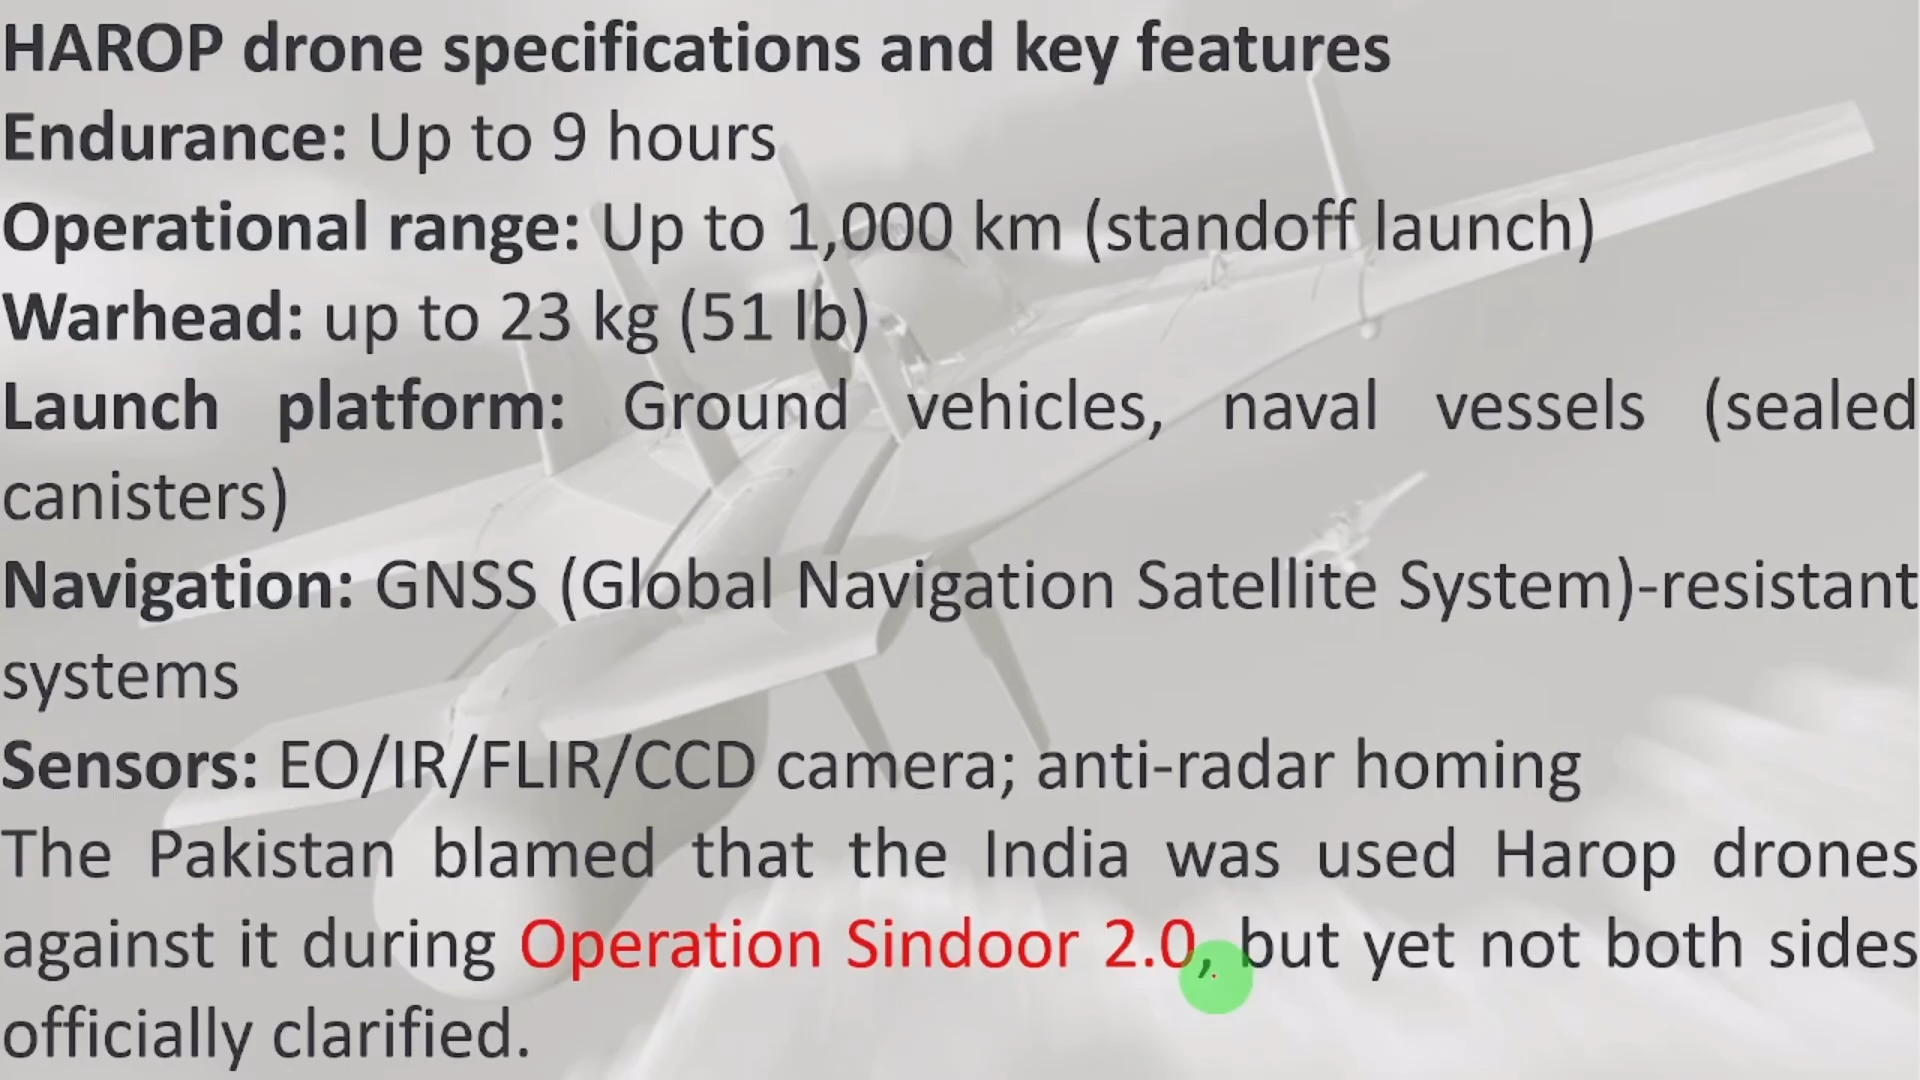 HAROP drone specifications and key features
Endurance: Up to 9 hours
Operational range: Up to 1,000 km (standoff launch)
Warhead: up to 23 kg (51 lb)
Launch platform: Ground vehicles, naval vessels (sealed
canisters)
Navigation: GNSS (Global Navigation Satellite System)-resistant
systems
Sensors: EO/IR/FLIR/CCD camera; anti-radar homing
The Pakistan blamed that the India was used Harop drones
against it during Operation Sindoor 2.0, but yet not both sides
officially clarified.